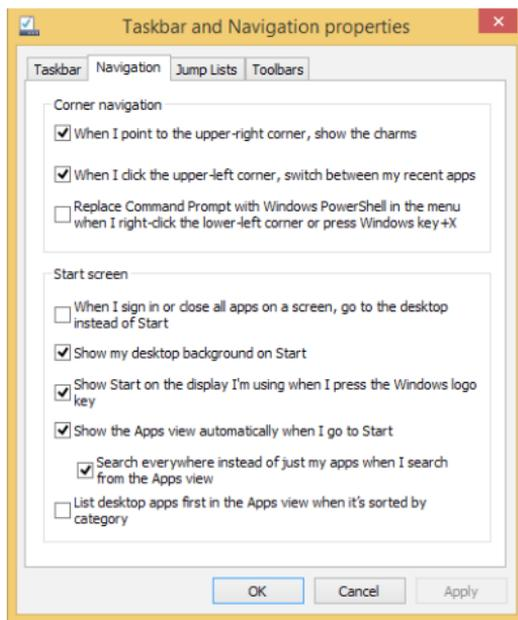 Taskbar and Navigation properties
Taskbar Navigation Jump Lists Toolbars
Corner navigation
When I point to the upper-right corner, show the charms
When I click the upper-left corner, switch between my recent apps
Replace Command Prompt with Windows PowerShell in the menu
when I right-click the lower-left corner or press Windows key+X
Start screen
When I sign in or close all apps on a screen, go to the desktop
instead of Start
Show my desktop background on Start
Show Start on the display I'm using when I press the Windows logo
key
Show the Apps view automatically when I go to Start
Search everywhere instead of just my apps when I search
from the Apps view
List desktop apps first in the Apps view when it's sorted by
category
OK Cancel Apply